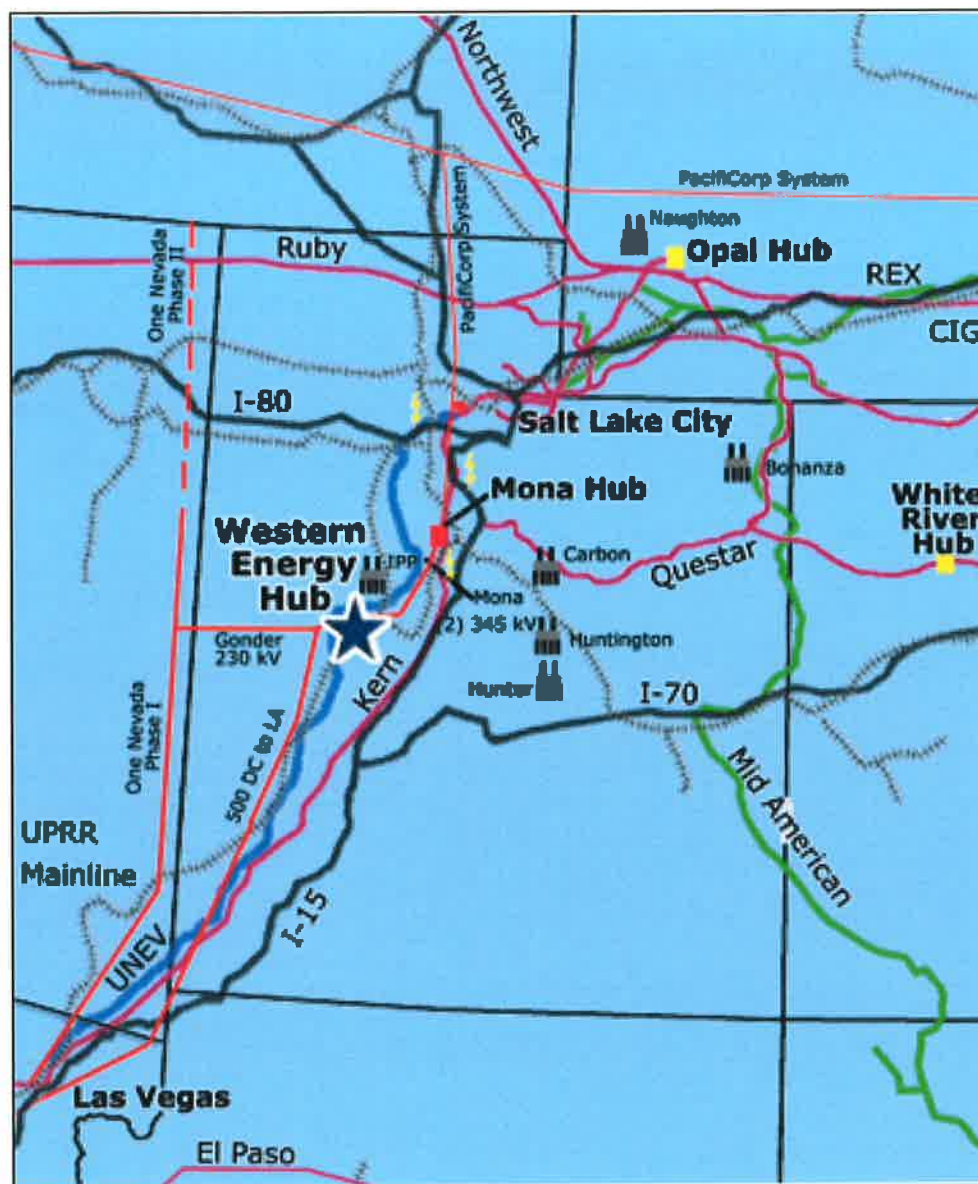 Northwest
PacifiCorp System
Naughton
Opal Hub
Ruby
REX
CIG
One Nevada
Phase II
PacifiCorp System
I-80
Salt Lake City
Bonanza
Mona Hub
White
River
Hub
Western
Energy
Hub
IPP
Carbon
Questar
Mona
(2) 345 kV
Gonder
230 kV
Huntington
Hunter
Kern
I-70
One Nevada
Phase I
500 DC to LA
Mid American
UPRR
Mainline
I-15
UNEV
Las Vegas
El Paso